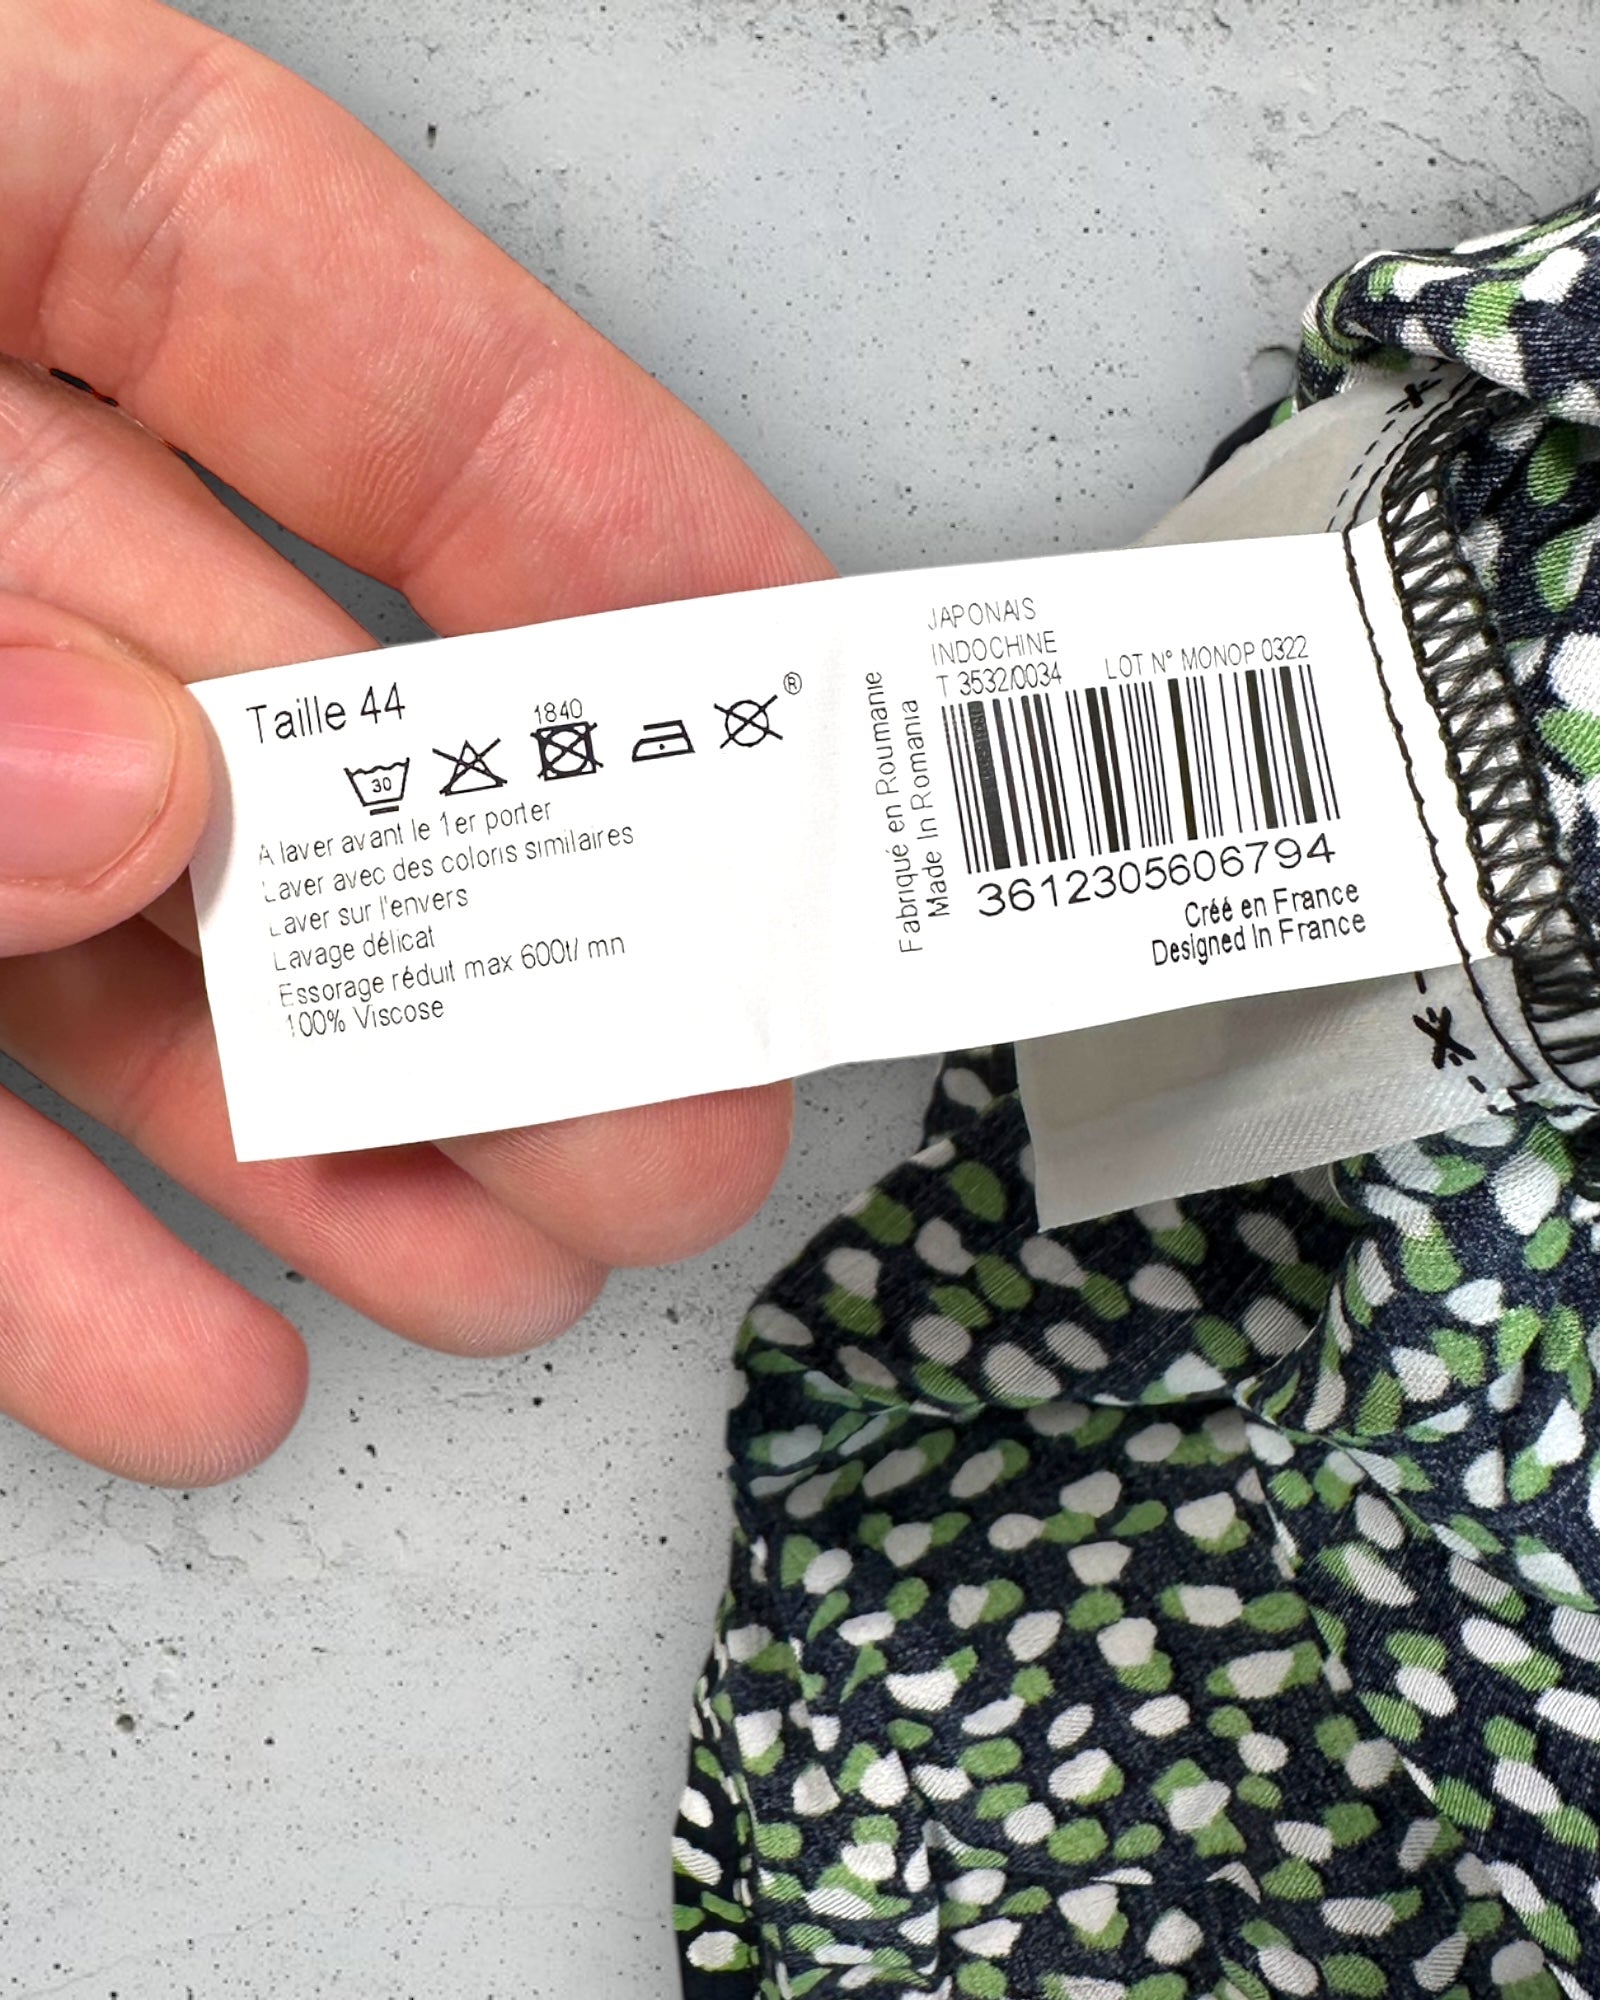 Taille 44
1840
®
30
A laver avant le 1er porter
Laver avec des coloris similaires
Laver sur l'envers
Lavage délicat
Essorage réduit max 600t/ mn
100% Viscose
Fabriqué en Roumanie
Made In Romania
JAPONAIS
INDOCHINE
T 3532/0034
LOT N° MONOP 0322
3612305606794
Créé en France
Designed In France